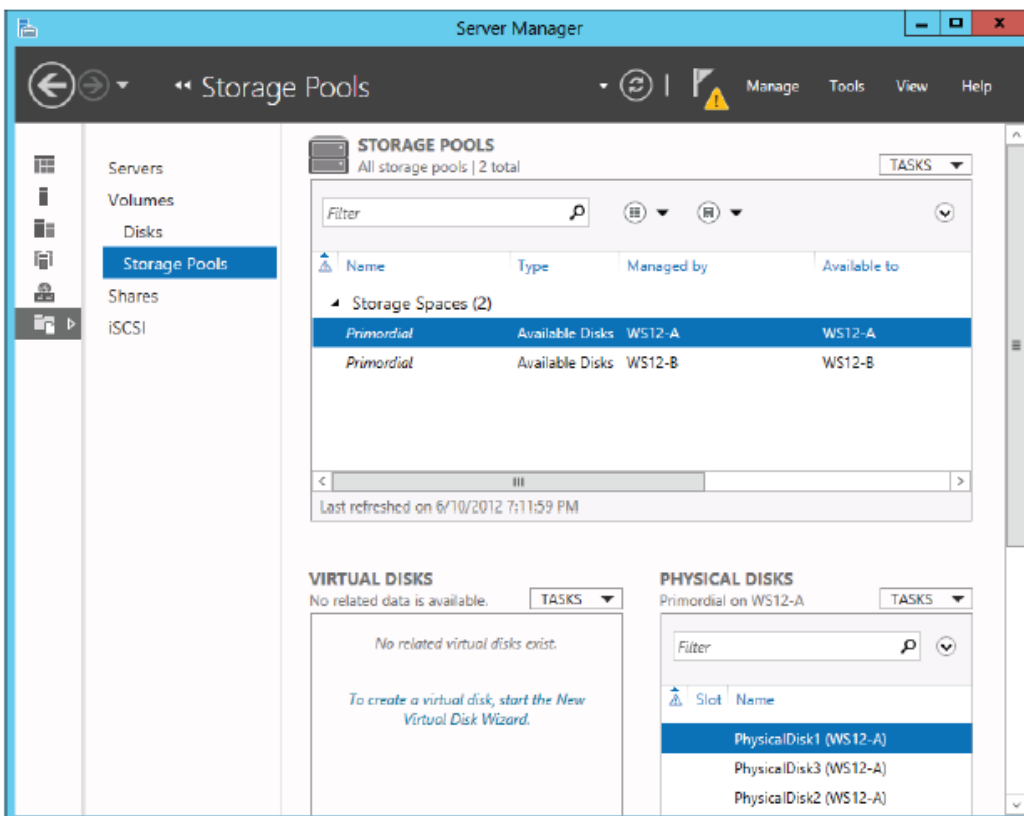 Server Manager
Storage Pools
Manage Tools View Help
Servers
Volumes
Disks
Storage Pools
Shares
iSCSI
STORAGE POOLS
All storage pools | 2 total
TASKS
Filter
Name Type Managed by Available to
Storage Spaces (2)
Primordial Available Disks WS12-A WS12-A
Primordial Available Disks WS12-B WS12-B
Last refreshed on 6/10/2012 7:11:59 PM
VIRTUAL DISKS
No related data is available.
TASKS
No related virtual disks exist.
To create a virtual disk, start the New
Virtual Disk Wizard.
PHYSICAL DISKS
Primordial on WS12-A
TASKS
Filter
Slot Name
PhysicalDisk1 (WS12-A)
PhysicalDisk3 (WS12-A)
PhysicalDisk2 (WS12-A)